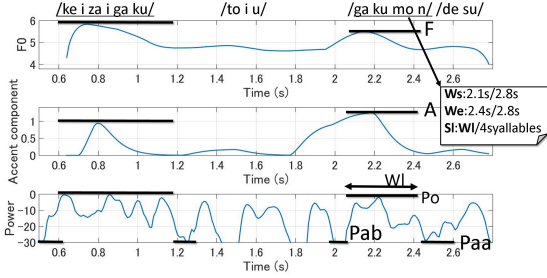 /ke i za i ga ku/ /to i u/ /ga ku mo n/ /de su/
F0
6
5
4
F
0.6 0.8 1 1.2 1.4 1.6 1.8 2 2.2 2.4 2.6
Time (s)
Ws:2.1s/2.8s
We:2.4s/2.8s
Sl:Wl/4syallables
Accent component
1
0.5
0
A
0.6 0.8 1 1.2 1.4 1.6 1.8 2 2.2 2.4 2.6
Time (s)
Wl
Power
0
-10
-20
-30
Po
Pab
Paa
0.6 0.8 1 1.2 1.4 1.6 1.8 2 2.2 2.4 2.6
Time (s)